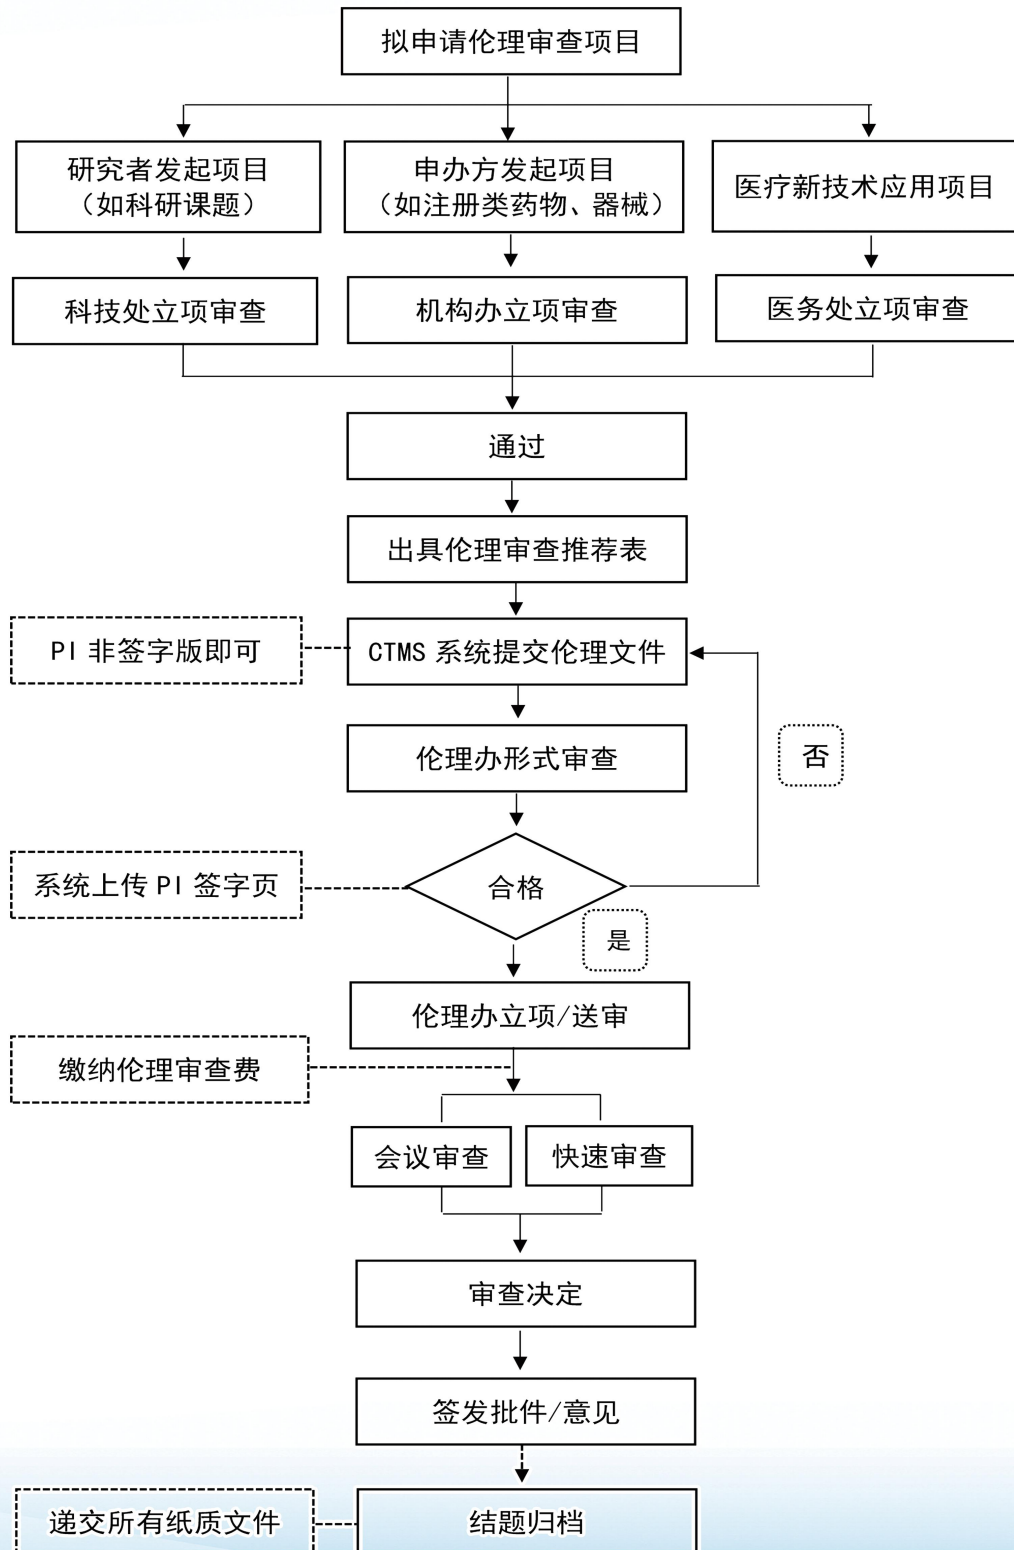 拟申请伦理审查项目
研究者发起项目
（如科研课题）
申办方发起项目
（如注册类药物、器械）
医疗新技术应用项目
科技处立项审查
机构办立项审查
医务处立项审查
通过
出具伦理审查推荐表
PI 非签字版即可
CTMS 系统提交伦理文件
伦理办形式审查
否
系统上传 PI 签字页
合格
是
伦理办立项/送审
缴纳伦理审查费
会议审查
快速审查
审查决定
签发批件/意见
递交所有纸质文件
结题归档